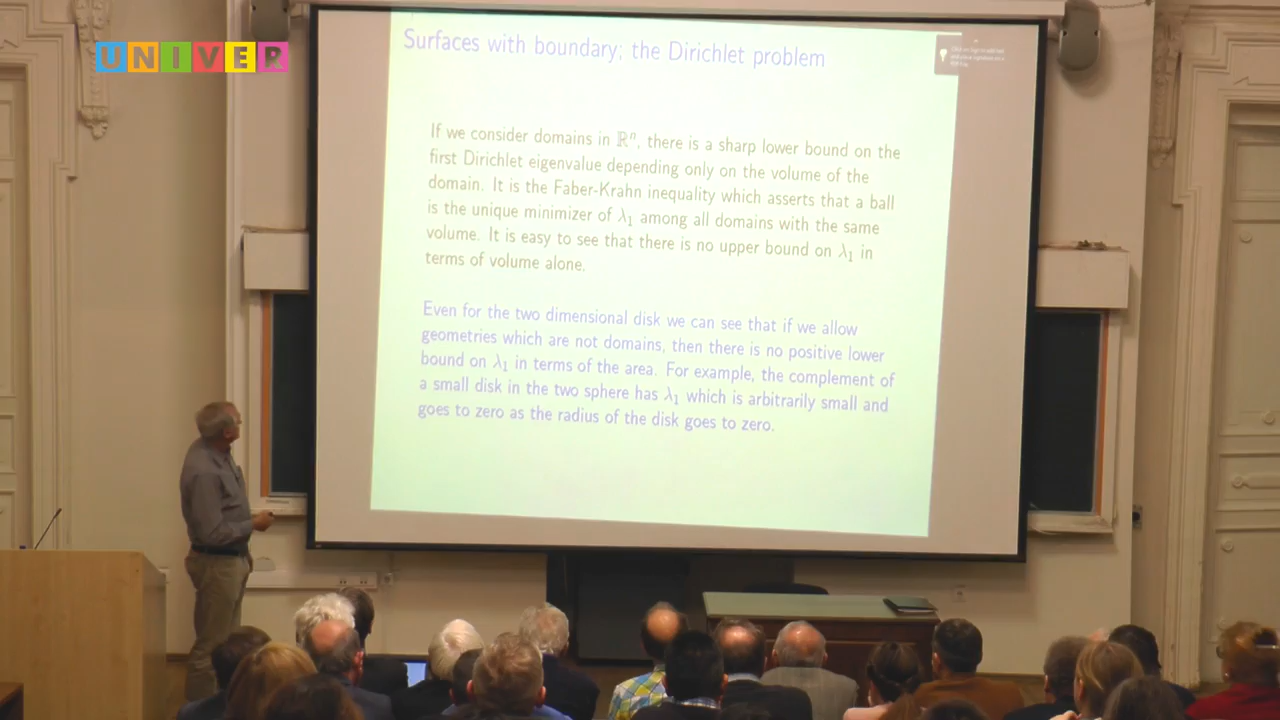 UNIVER
Surfaces with boundary; the Dirichlet problem
If we consider domains in ℝⁿ, there is a sharp lower bound on the
first Dirichlet eigenvalue depending only on the volume of the
domain. It is the Faber-Krahn inequality which asserts that a ball
is the unique minimizer of λ₁ among all domains with the same
volume. It is easy to see that there is no upper bound on λ₁ in
terms of volume alone.
Even for the two dimensional disk we can see that if we allow
geometries which are not domains, then there is no positive lower
bound on λ₁ in terms of the area. For example, the complement of
a small disk in the two sphere has λ₁ which is arbitrarily small and
goes to zero as the radius of the disk goes to zero.